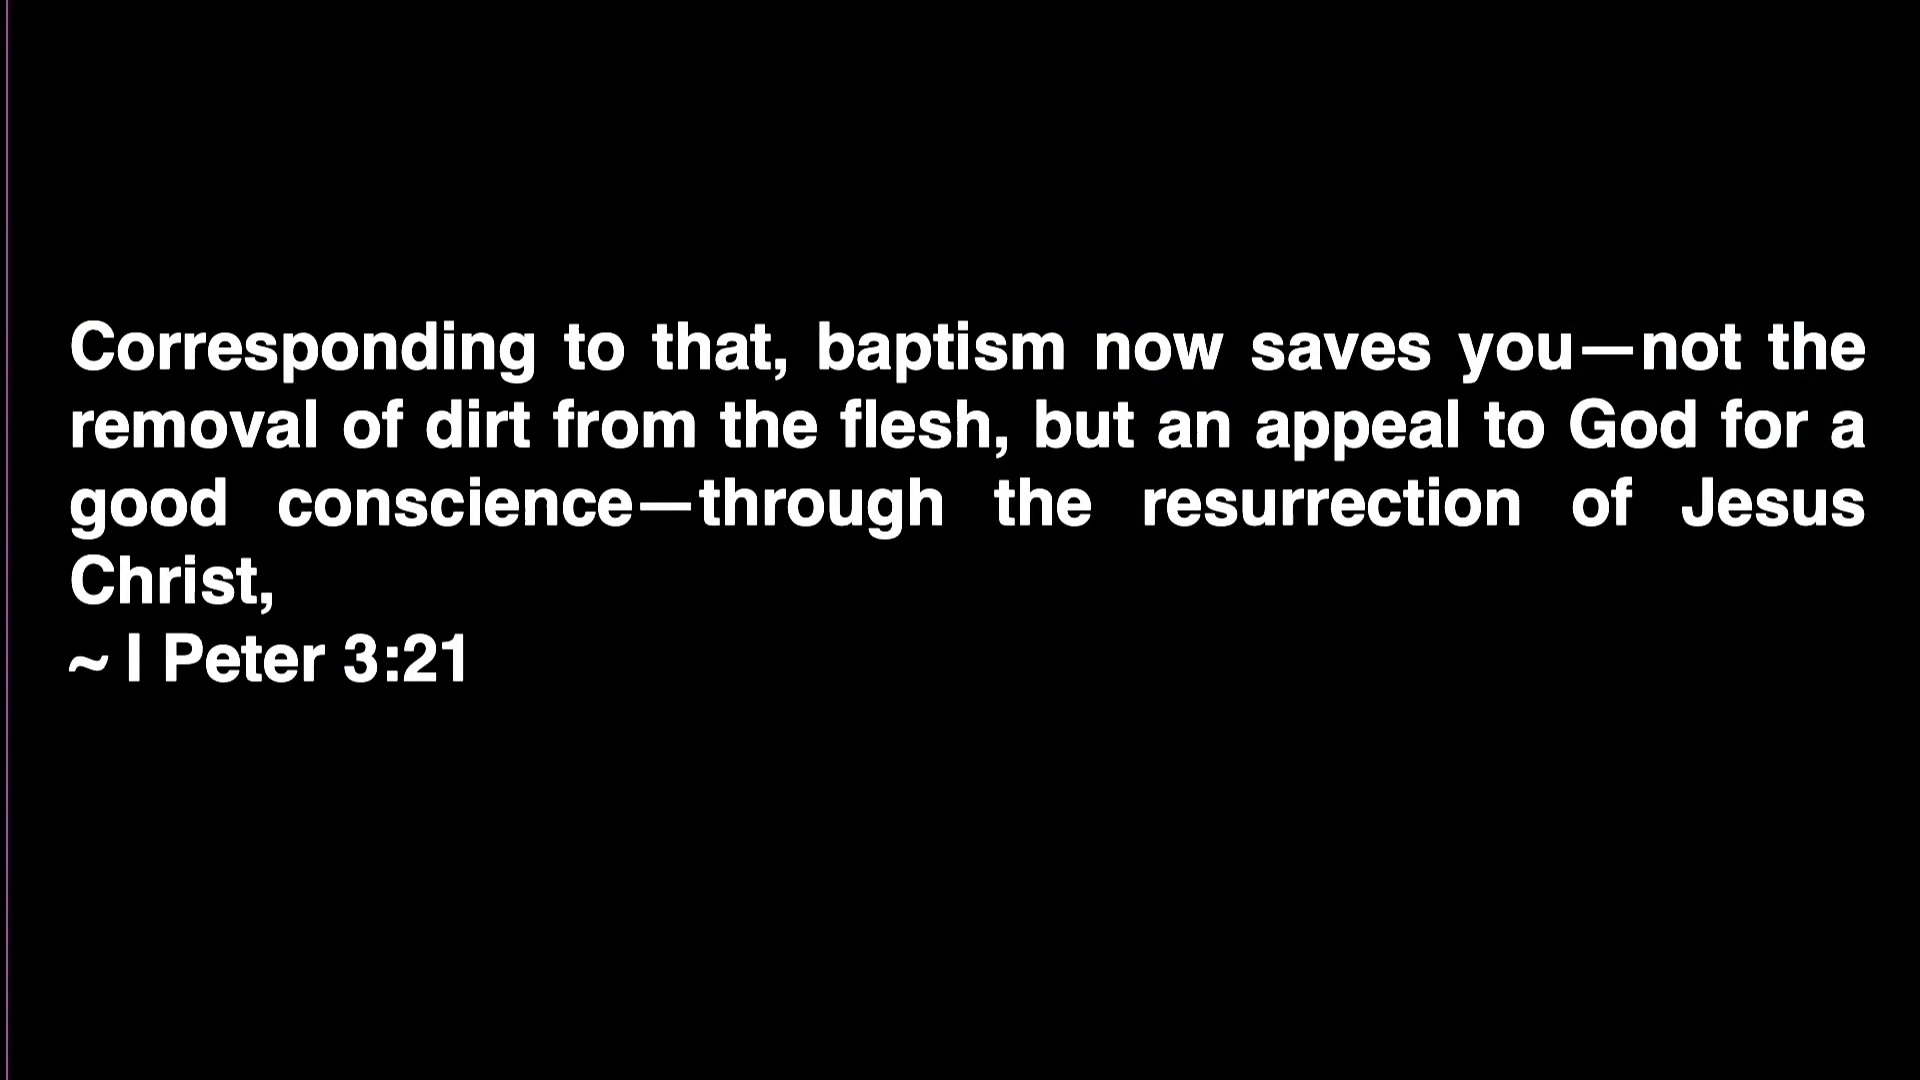 Corresponding to that, baptism now saves you—not the
removal of dirt from the flesh, but an appeal to God for a
good conscience—through the resurrection of Jesus
Christ,
~ I Peter 3:21